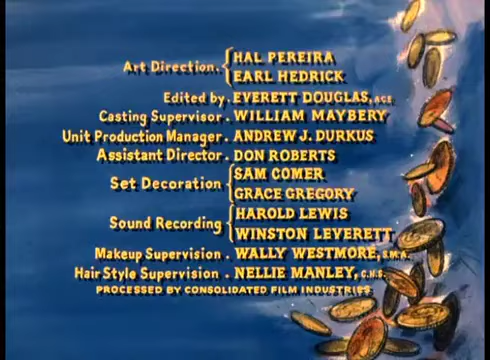 Art Direction.. HAL PEREIRA
EARL HEDRICK
Edited by. EVERETT DOUGLAS, ACE
Casting Supervisor. WILLIAM MAYBERY
Unit Production Manager. ANDREW J. DURKUS
Assistant Director. DON ROBERTS
Set Decoration. SAM COMER
GRACE GREGORY
Sound Recording. HAROLD LEWIS
WINSTON LEVERETT
Makeup Supervision. WALLY WESTMORE, S.M.A.
Hair Style Supervision. NELLIE MANLEY, C.H.S.
PROCESSED BY CONSOLIDATED FILM INDUSTRIES